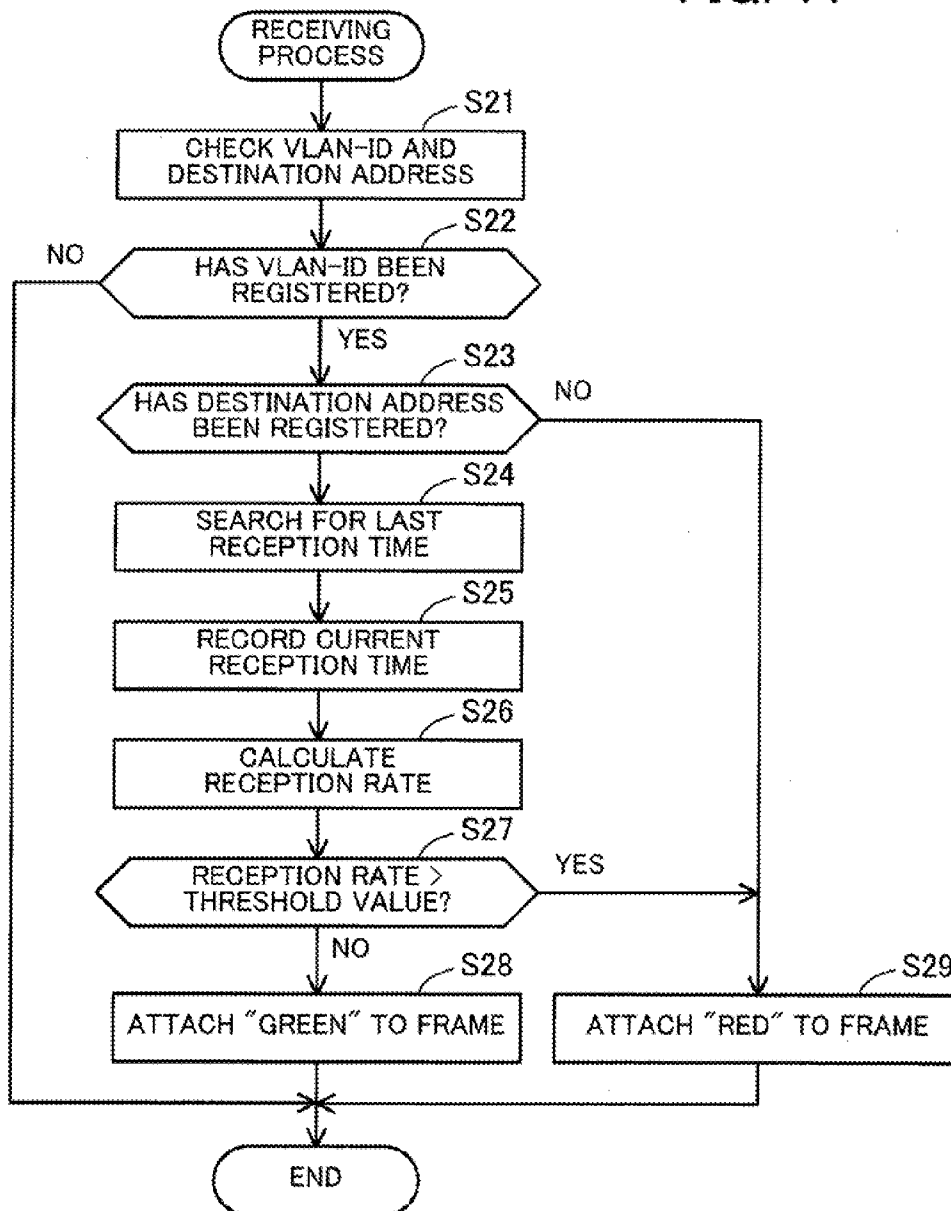 RECEIVING
PROCESS
S21
CHECK VLAN-ID AND
DESTINATION ADDRESS
S22
NO
HAS VLAN-ID BEEN
REGISTERED?
YES
S23
HAS DESTINATION ADDRESS
BEEN REGISTERED?
NO
S24
SEARCH FOR LAST
RECEPTION TIME
S25
RECORD CURRENT
RECEPTION TIME
S26
CALCULATE
RECEPTION RATE
S27
RECEPTION RATE >
THRESHOLD VALUE?
YES
NO
S28
ATTACH "GREEN" TO FRAME
S29
ATTACH "RED" TO FRAME
END